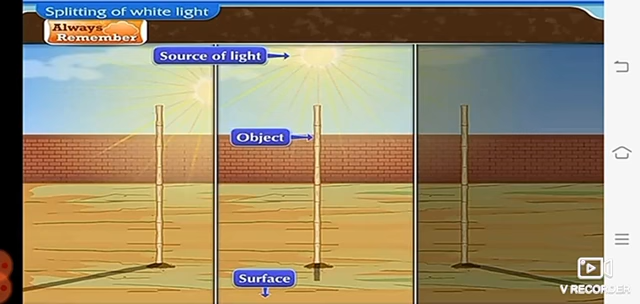 Splitting of white light
Always
Remember
Source of light
Object
Surface
V RECORDER